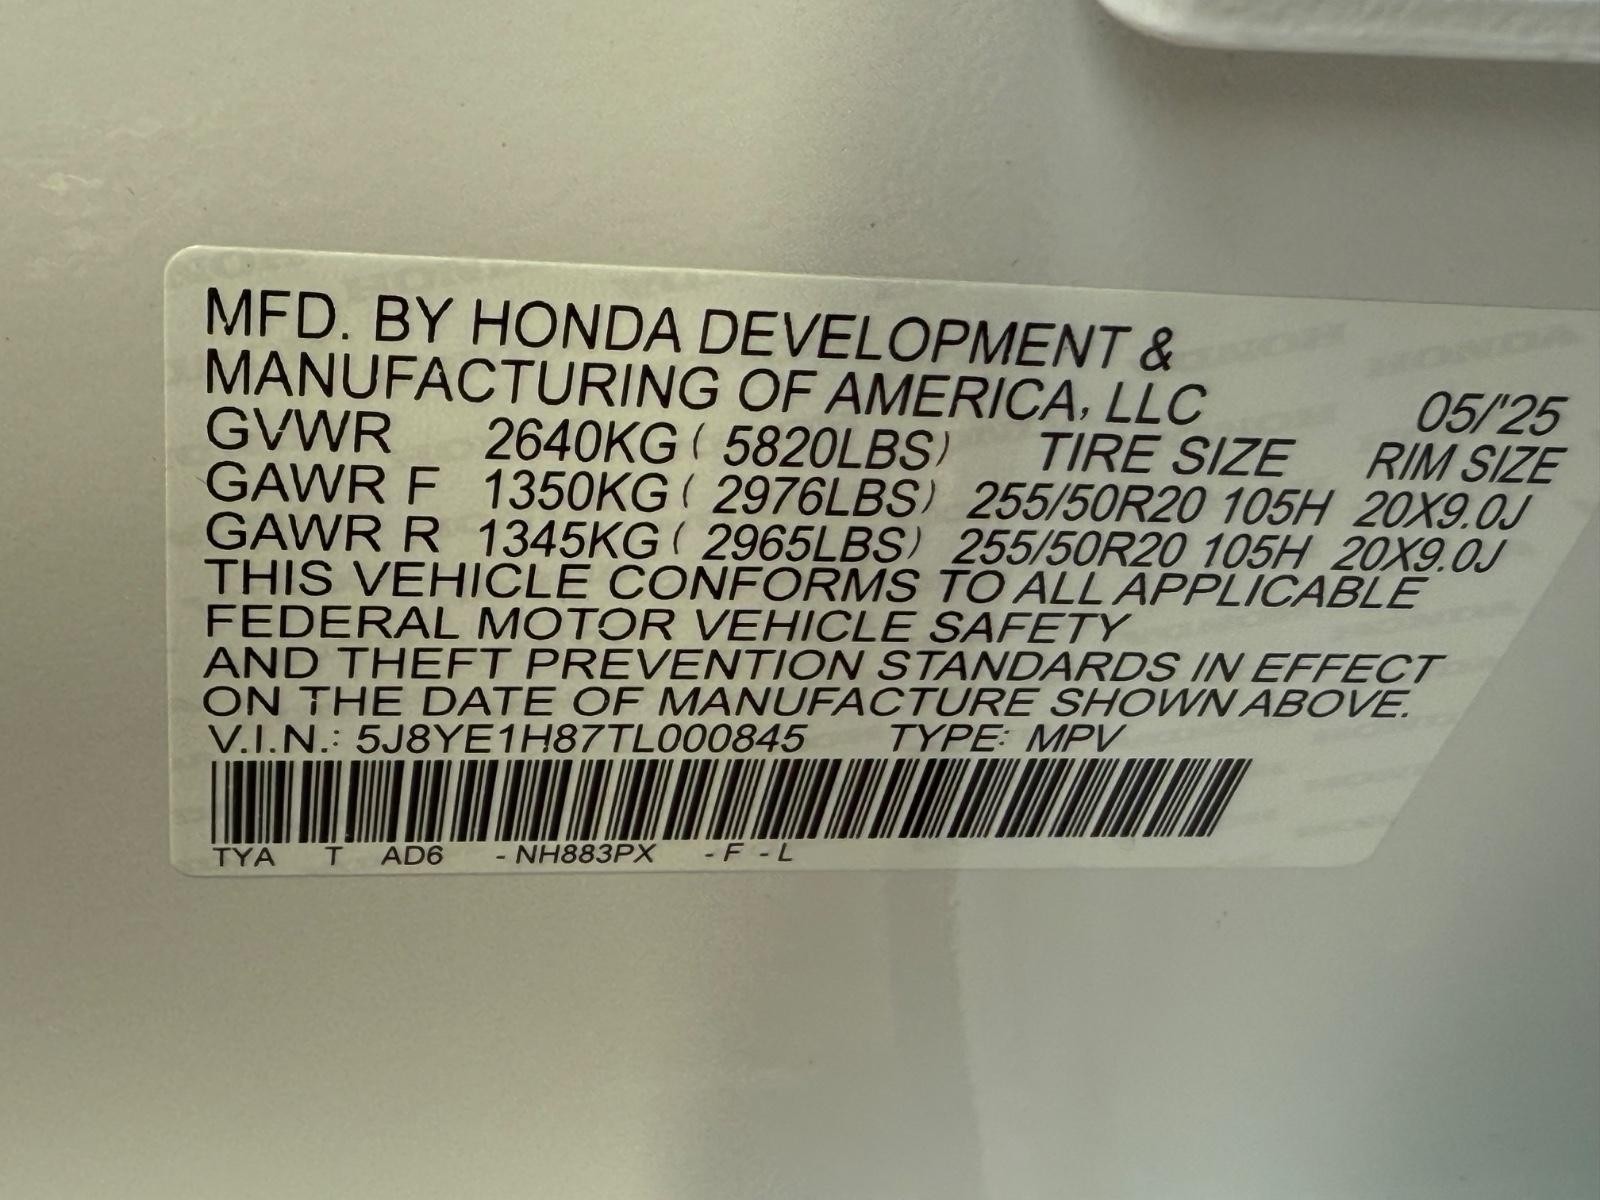 MFD. BY HONDA DEVELOPMENT &
MANUFACTURING OF AMERICA, LLC 05/'25
GVWR 2640KG ( 5820LBS) TIRE SIZE RIM SIZE
GAWR F 1350KG ( 2976LBS) 255/50R20 105H 20X9.0J
GAWR R 1345KG ( 2965LBS) 255/50R20 105H 20X9.0J
THIS VEHICLE CONFORMS TO ALL APPLICABLE
FEDERAL MOTOR VEHICLE SAFETY
AND THEFT PREVENTION STANDARDS IN EFFECT
ON THE DATE OF MANUFACTURE SHOWN ABOVE.
V.I.N.: 5J8YE1H87TL000845 TYPE: MPV
TYA T AD6 - NH883PX - F - L